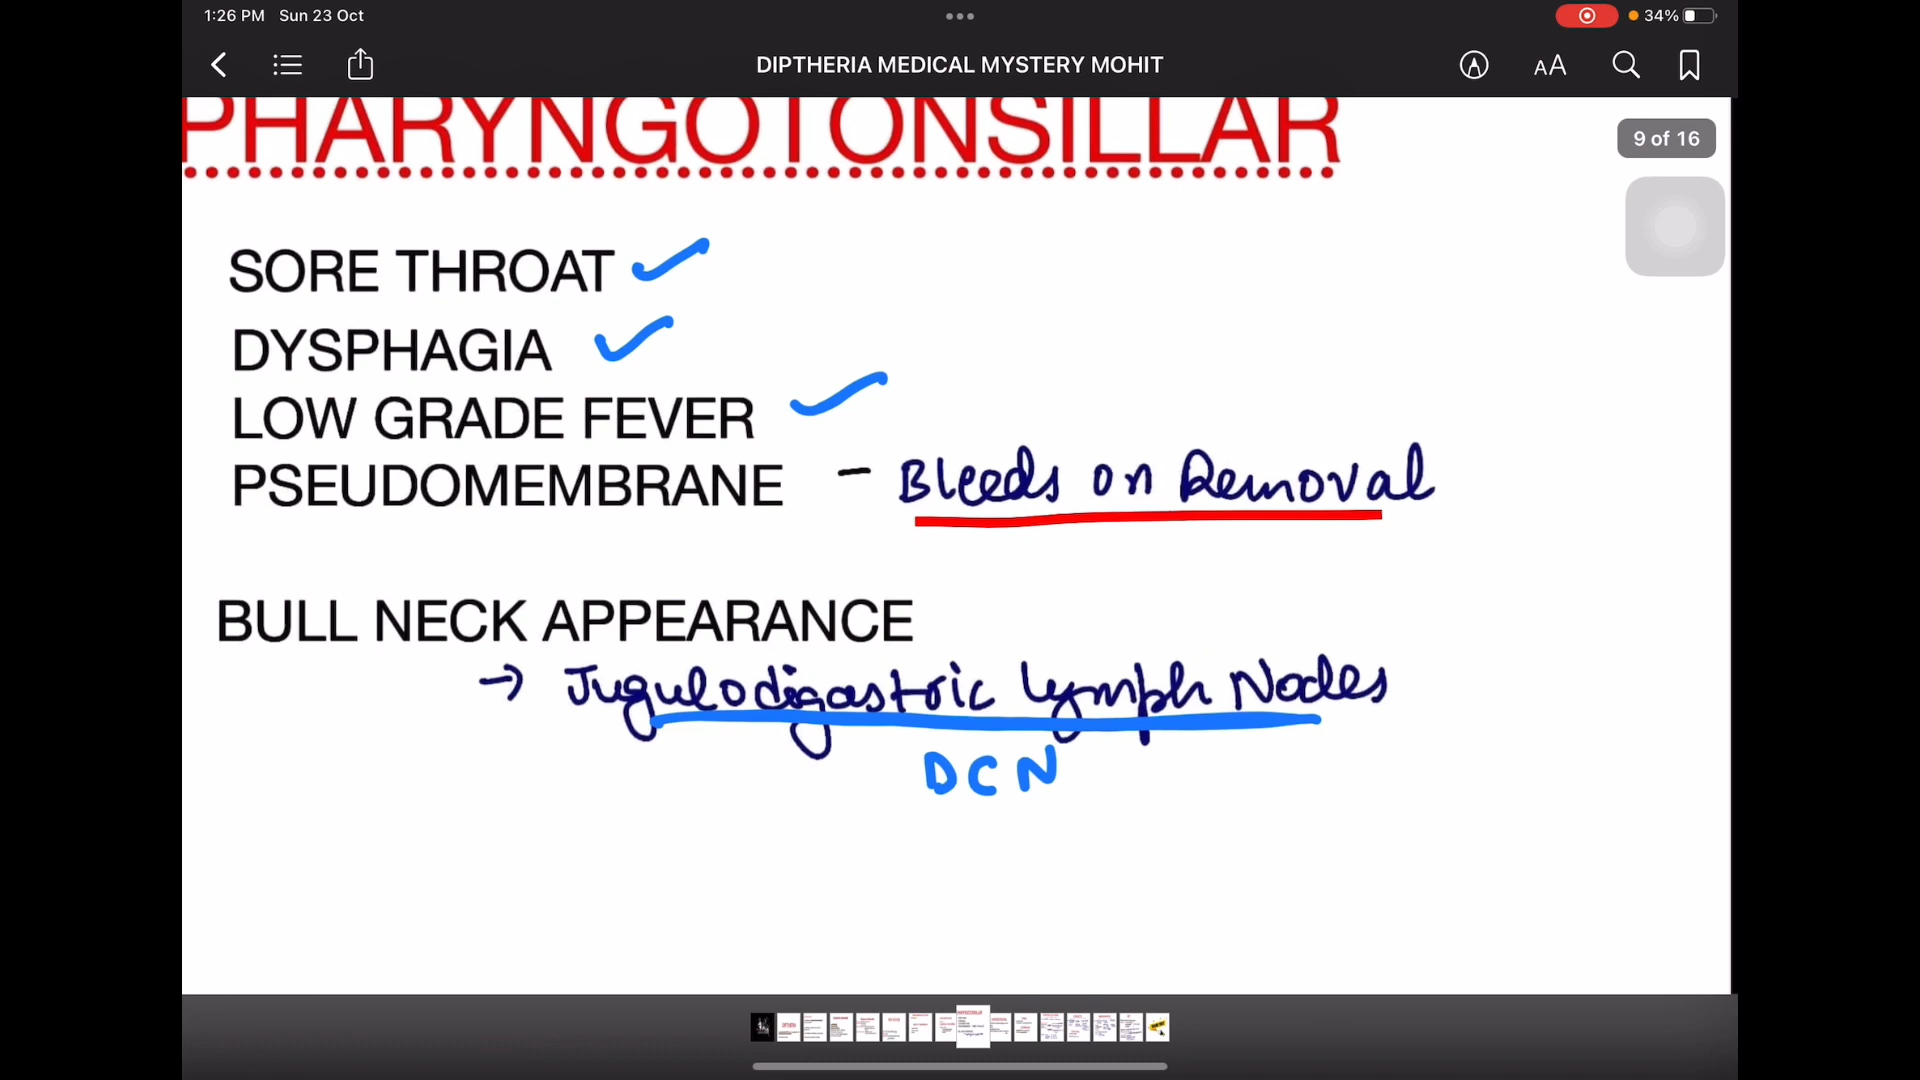 1:26 PM Sun 23 Oct
34%
DIPTHERIA MEDICAL MYSTERY MOHIT
AA
PHARYNGOTONSILLAR
9 of 16
SORE THROAT
DYSPHAGIA
LOW GRADE FEVER
PSEUDOMEMBRANE - Bleeds on Removal
BULL NECK APPEARANCE
→ Jugulodigastric Lymph Nodes
DCN